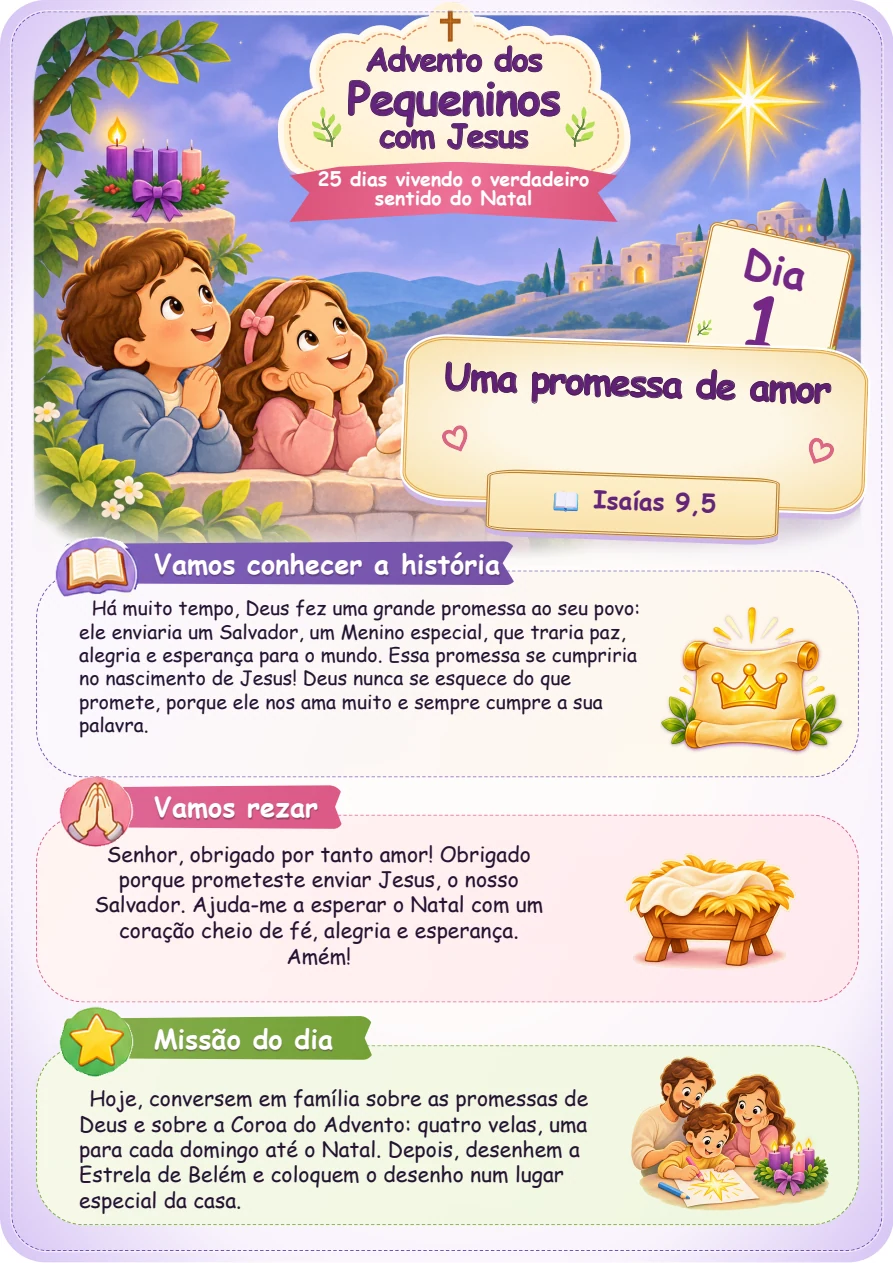 Advento dos
Pequeninos
com Jesus
25 dias vivendo o verdadeiro
sentido do Natal
Dia
1
Uma promessa de amor
Isaías 9,5
Vamos conhecer a história
Há muito tempo, Deus fez uma grande promessa ao seu povo:
ele enviaria um Salvador, um Menino especial, que traria paz,
alegria e esperança para o mundo. Essa promessa se cumpriria
no nascimento de Jesus! Deus nunca se esquece do que
promete, porque ele nos ama muito e sempre cumpre a sua
palavra.
Vamos rezar
Senhor, obrigado por tanto amor! Obrigado
porque prometeste enviar Jesus, o nosso
Salvador. Ajuda-me a esperar o Natal com um
coração cheio de fé, alegria e esperança.
Amém!
Missão do dia
Hoje, conversem em família sobre as promessas de
Deus e sobre a Coroa do Advento: quatro velas, uma
para cada domingo até o Natal. Depois, desenhem a
Estrela de Belém e coloquem o desenho num lugar
especial da casa.